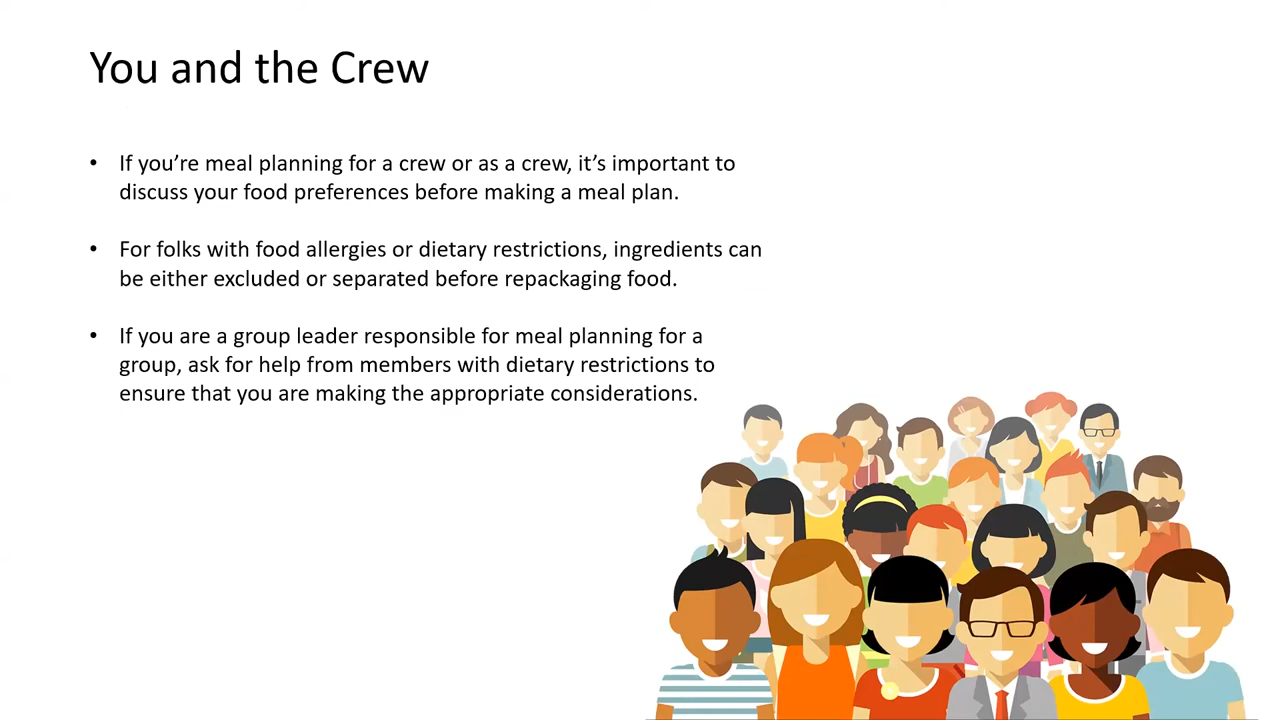 You and the Crew
• If you’re meal planning for a crew or as a crew, it’s important to
discuss your food preferences before making a meal plan.
• For folks with food allergies or dietary restrictions, ingredients can
be either excluded or separated before repackaging food.
• If you are a group leader responsible for meal planning for a
group, ask for help from members with dietary restrictions to
ensure that you are making the appropriate considerations.